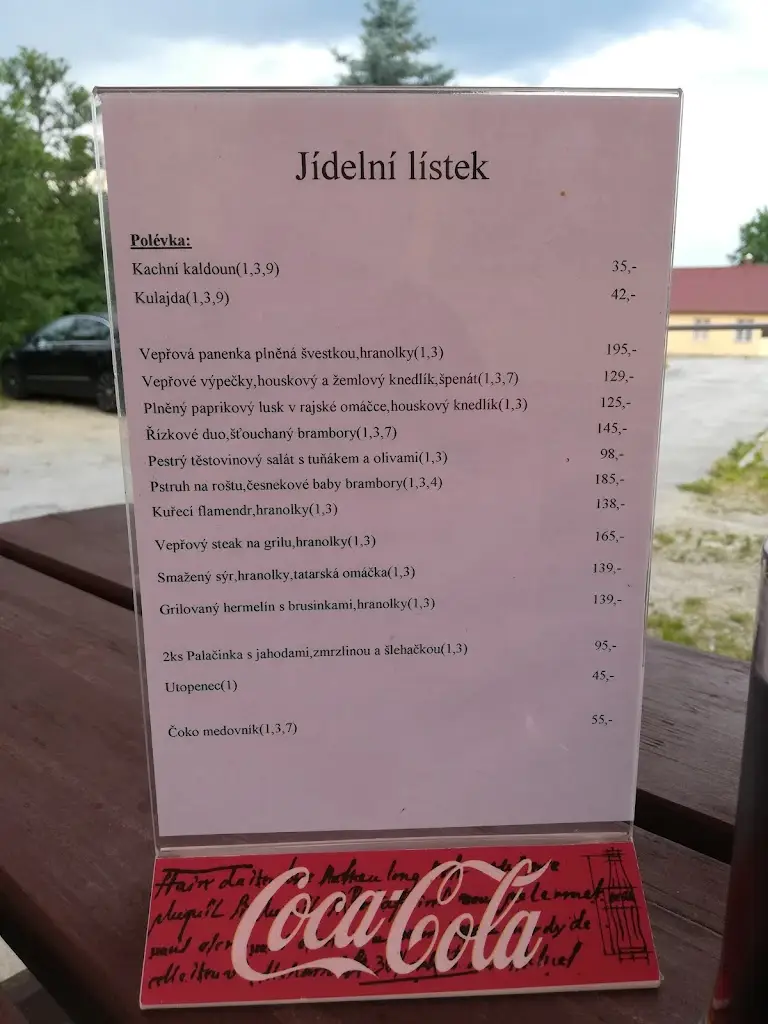 Jídelní lístek
Polévka:
Kachní kaldoun(1,3,9) 35,-
Kulajda(1,3,9) 42,-
Vepřová panenka plněná švestkou,hranolky(1,3) 195,-
Vepřové výpečky,houskový a žemlový knedlík,špenát(1,3,7) 129,-
Plněný paprikový lusk v rajské omáčce,houskový knedlík(1,3) 125,-
Řízkové duo,šťouchaný brambory(1,3,7) 145,-
Pestrý těstovinový salát s tuňákem a olivami(1,3) 98,-
Pstruh na roštu,česnekové baby brambory(1,3,4) 185,-
Kuřecí flamendr,hranolky(1,3) 138,-
Vepřový steak na grilu,hranolky(1,3) 165,-
Smažený sýr,hranolky,tatarská omáčka(1,3) 139,-
Grilovaný hermelín s brusinkami,hranolky(1,3) 139,-
2ks Palačinka s jahodami,zmrzlinou a šlehačkou(1,3) 95,-
Utopenec(1) 45,-
Čoko medovník(1,3,7) 55,-
Coca-Cola